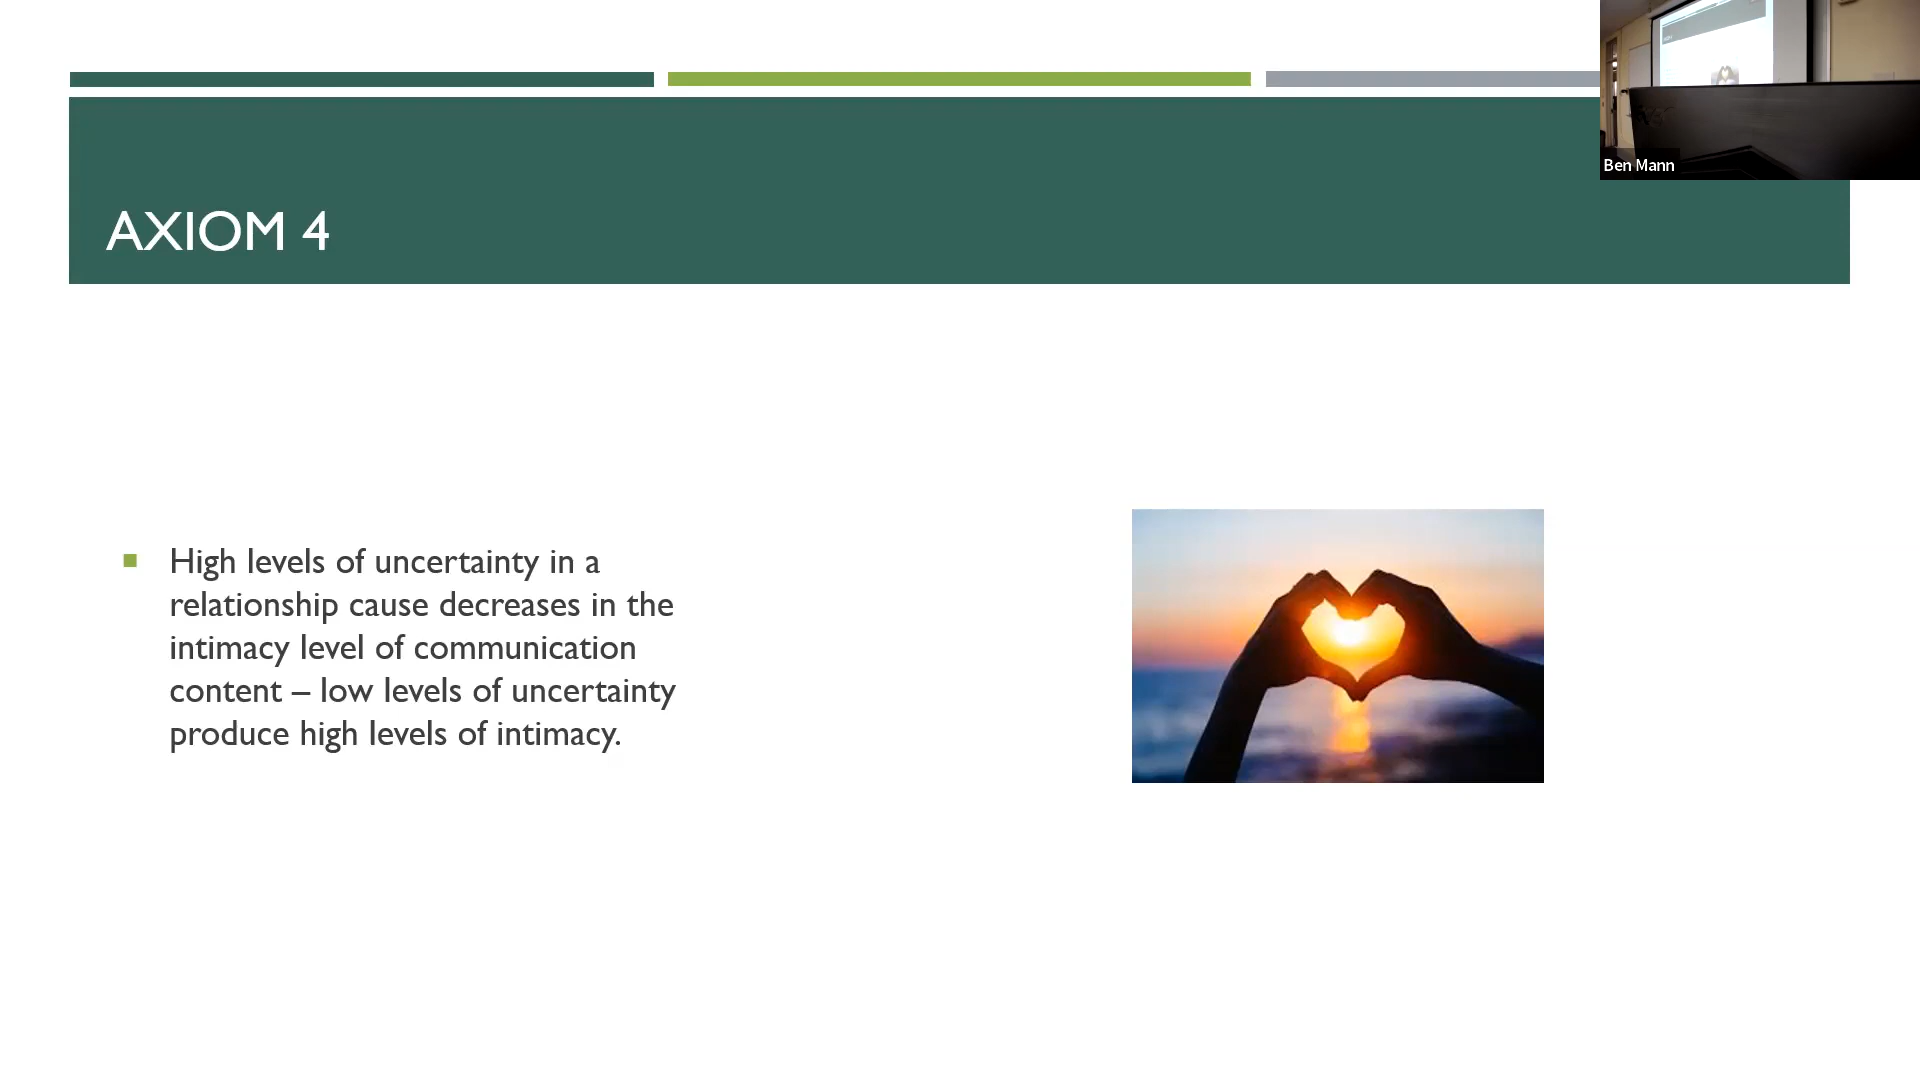 Ben Mann
AXIOM 4
High levels of uncertainty in a
relationship cause decreases in the
intimacy level of communication
content – low levels of uncertainty
produce high levels of intimacy.